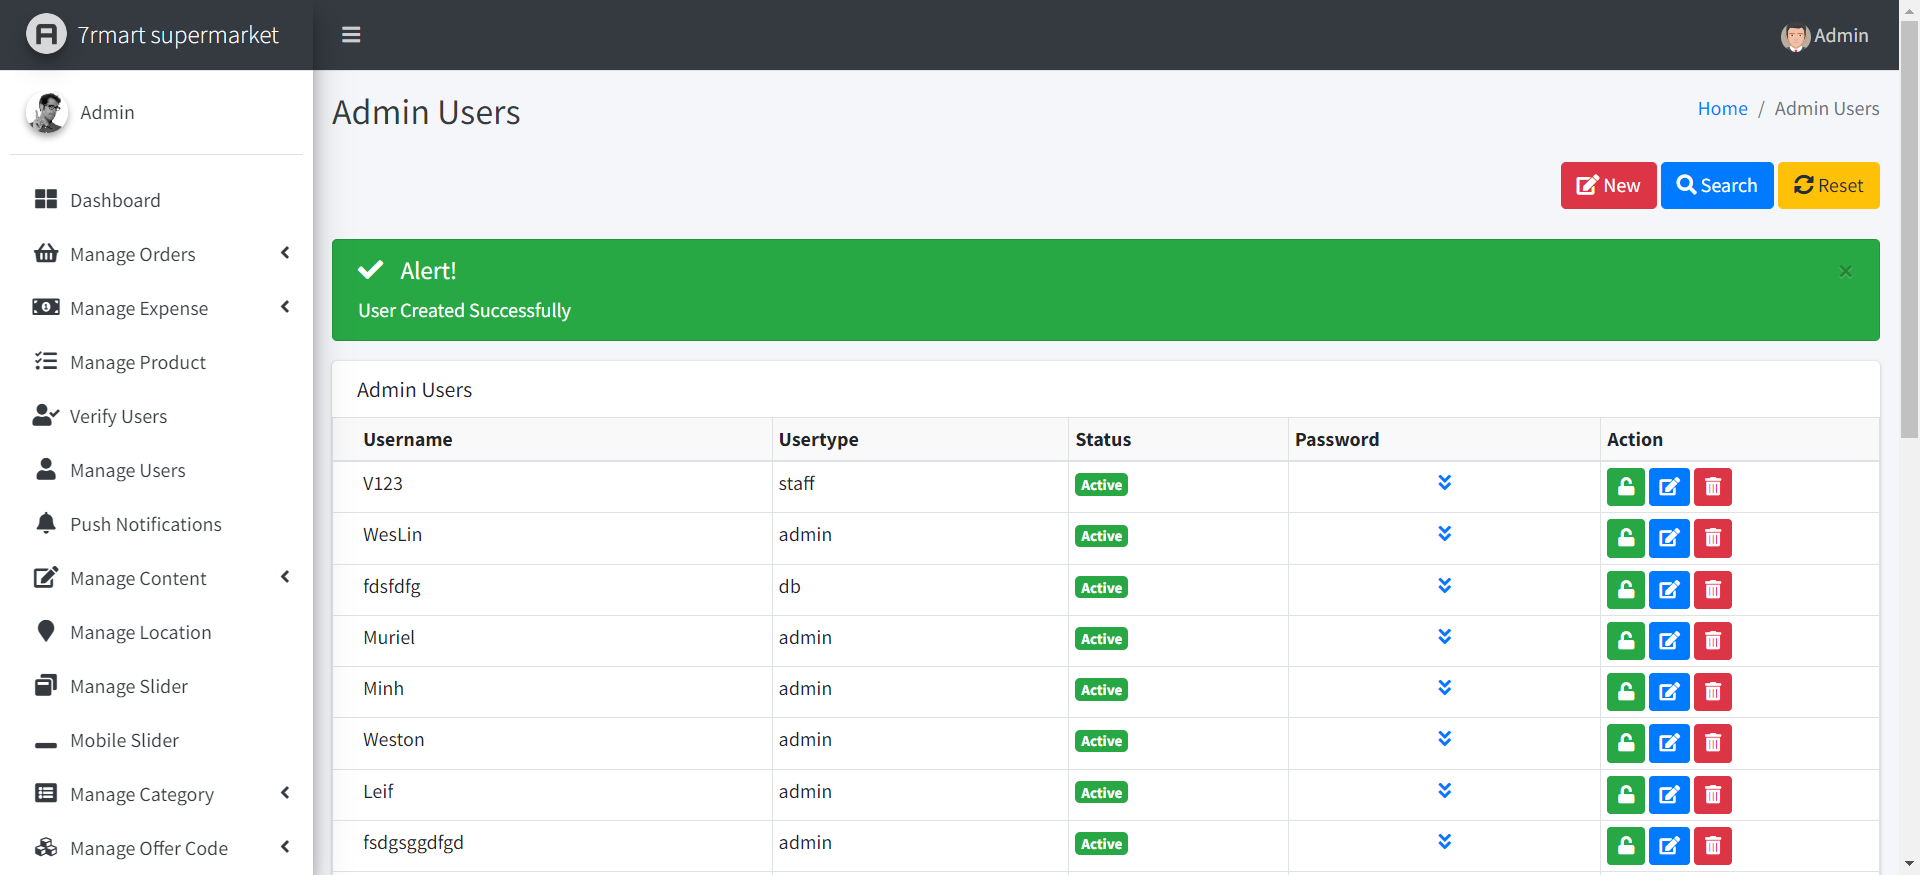 7rmart supermarket
Admin
Admin
Dashboard
Manage Orders
Manage Expense
Manage Product
Verify Users
Manage Users
Push Notifications
Manage Content
Manage Location
Manage Slider
Mobile Slider
Manage Category
Manage Offer Code
Admin Users
Home / Admin Users
New Search Reset
Alert! ×
User Created Successfully
Admin Users
Username Usertype Status Password Action
V123 staff Active
WesLin admin Active
fdsfdfg db Active
Muriel admin Active
Minh admin Active
Weston admin Active
Leif admin Active
fsdgsggdfgd admin Active